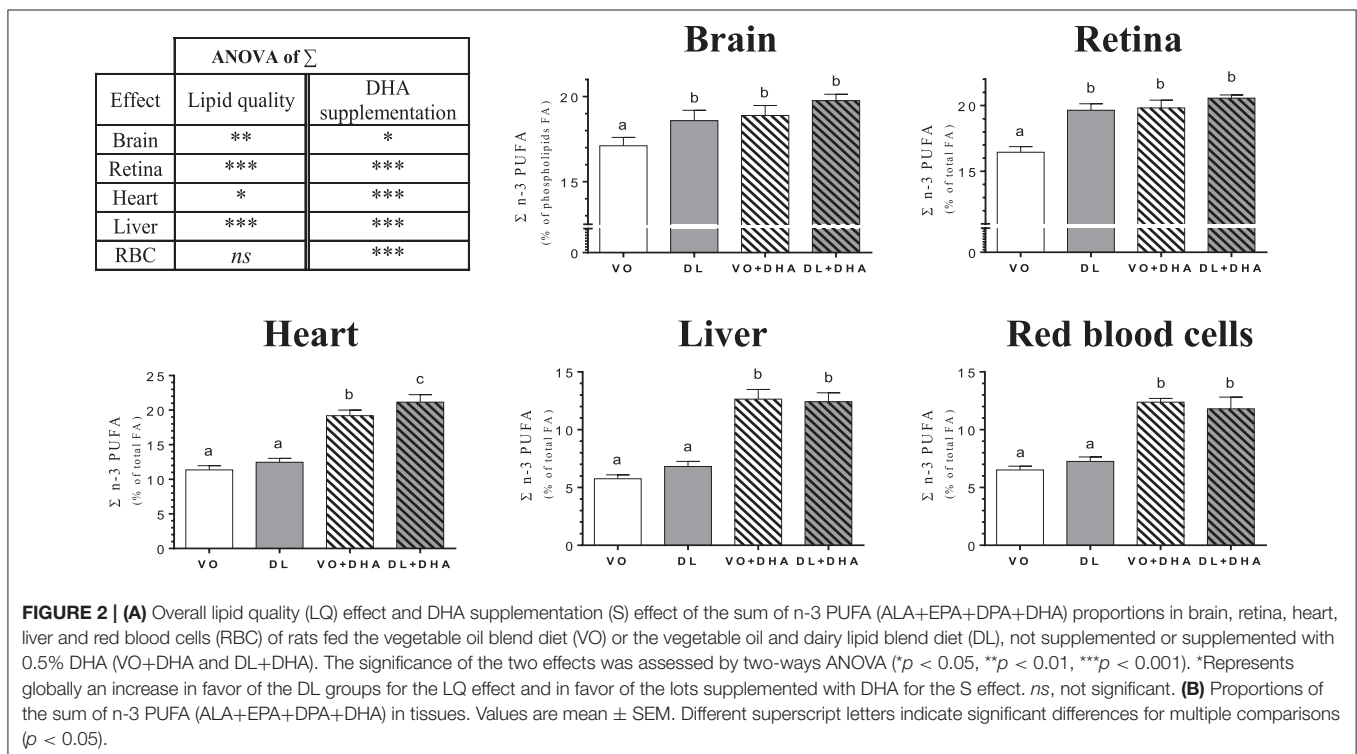 ANOVA of Σ
Effect Lipid quality DHA supplementation
Brain ** *
Retina *** ***
Heart * ***
Liver *** ***
RBC ns ***
Brain
Σ n-3 PUFA
(% of phospholipids FA)
20
15
0
a b b b
VO DL VO+DHA DL+DHA
Retina
Σ n-3 PUFA
(% of total FA)
20
15
0
a b b b
VO DL VO+DHA DL+DHA
Heart
Σ n-3 PUFA
(% of total FA)
25
20
15
10
5
0
a a b c
VO DL VO+DHA DL+DHA
Liver
Σ n-3 PUFA
(% of total FA)
15
10
5
0
a a b b
VO DL VO+DHA DL+DHA
Red blood cells
Σ n-3 PUFA
(% of total FA)
15
10
5
0
a a b b
VO DL VO+DHA DL+DHA
FIGURE 2 | (A) Overall lipid quality (LQ) effect and DHA supplementation (S) effect of the sum of n-3 PUFA (ALA+EPA+DPA+DHA) proportions in brain, retina, heart,
liver and red blood cells (RBC) of rats fed the vegetable oil blend diet (VO) or the vegetable oil and dairy lipid blend diet (DL), not supplemented or supplemented with
0.5% DHA (VO+DHA and DL+DHA). The significance of the two effects was assessed by two-ways ANOVA (*p < 0.05, **p < 0.01, ***p < 0.001). *Represents
globally an increase in favor of the DL groups for the LQ effect and in favor of the lots supplemented with DHA for the S effect. ns, not significant. (B) Proportions of
the sum of n-3 PUFA (ALA+EPA+DPA+DHA) in tissues. Values are mean ± SEM. Different superscript letters indicate significant differences for multiple comparisons
(p < 0.05).